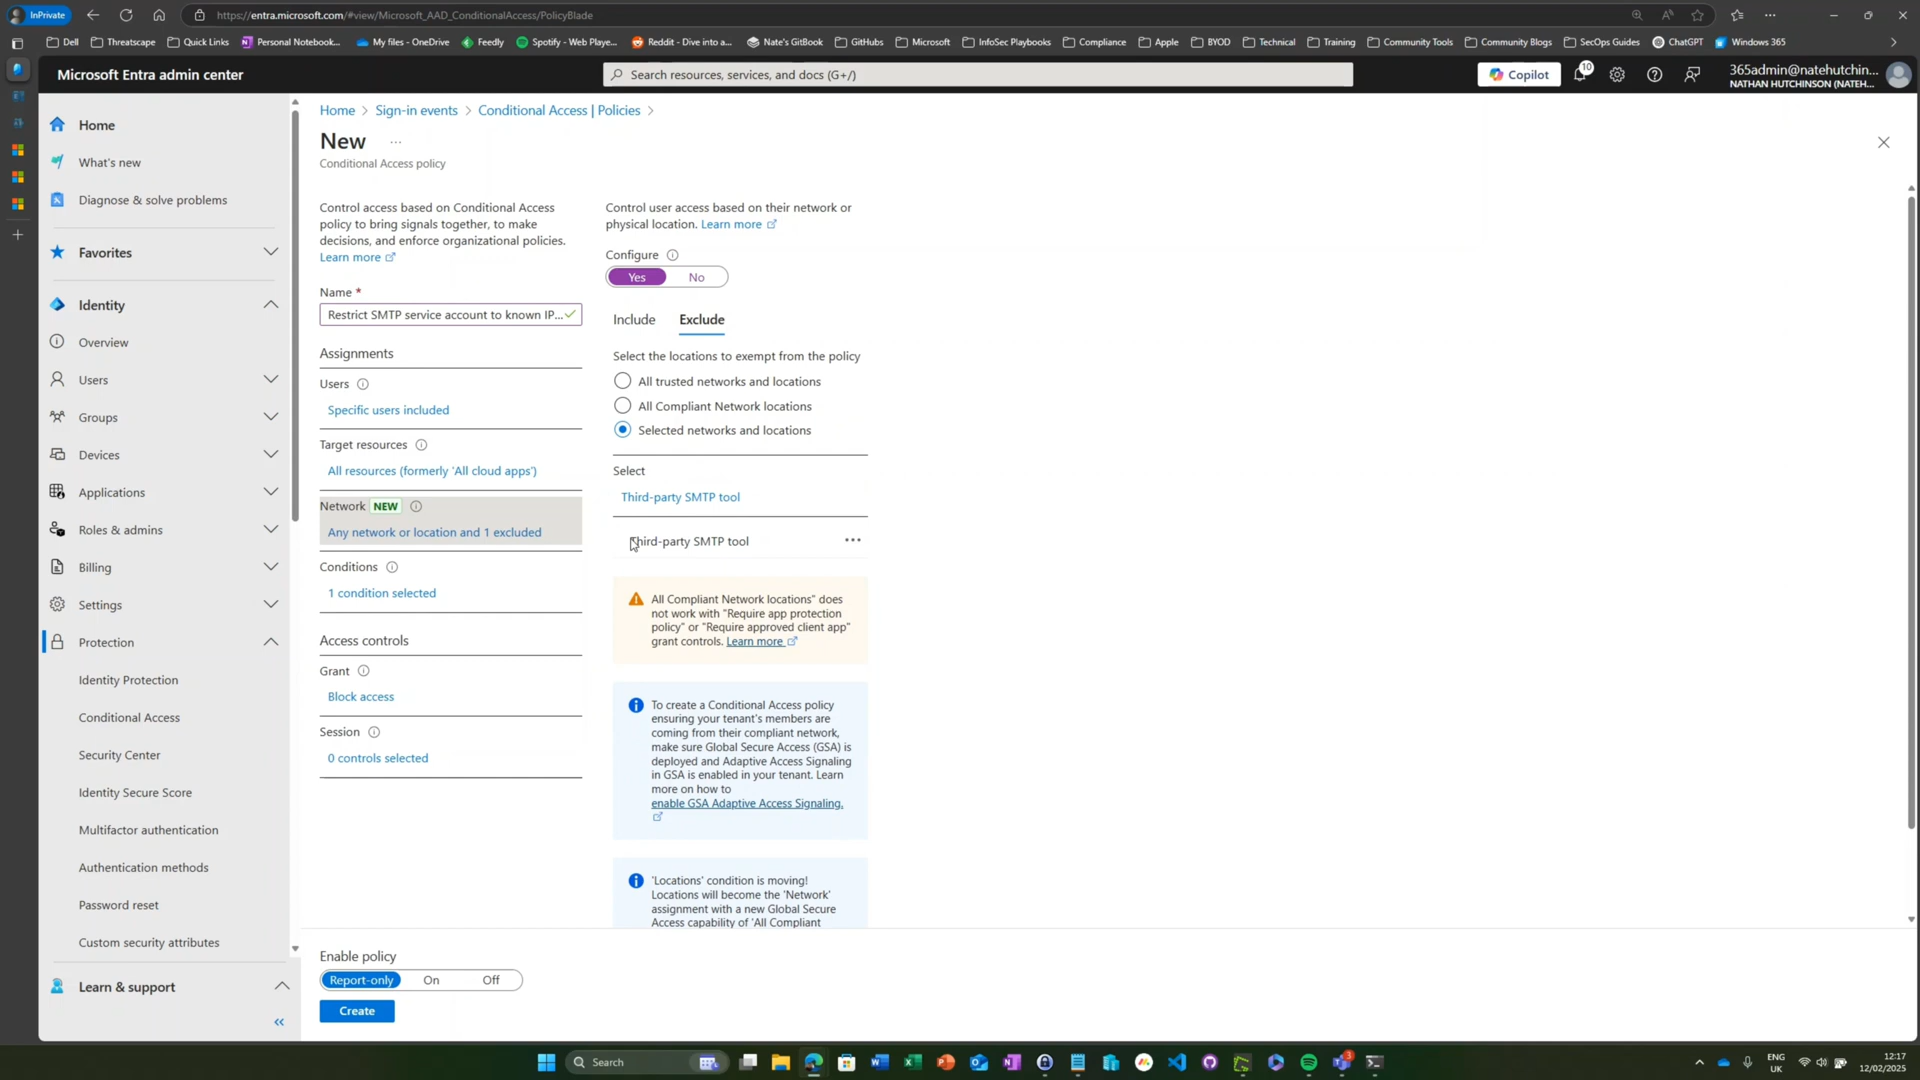 InPrivate
https://entra.microsoft.com/#view/Microsoft_AAD_ConditionalAccess/PolicyBlade
Dell
Threatscape
Quick Links
Personal Notebook...
My files - OneDrive
Feedly
Spotify - Web Playe...
Reddit - Dive into a...
Nate's GitBook
GitHubs
Microsoft
InfoSec Playbooks
Compliance
Apple
BYOD
Technical
Training
Community Tools
Community Blogs
SecOps Guides
ChatGPT
Windows 365
Microsoft Entra admin center
Search resources, services, and docs (G+/)
Copilot
10
365admin@natehutchin...
NATHAN HUTCHINSON (NATEH...
Home
What's new
Diagnose & solve problems
Favorites
Identity
Overview
Users
Groups
Devices
Applications
Roles & admins
Billing
Settings
Protection
Identity Protection
Conditional Access
Security Center
Identity Secure Score
Multifactor authentication
Authentication methods
Password reset
Custom security attributes
Learn & support
Home > Sign-in events > Conditional Access | Policies >
New ...
Conditional Access policy
Control access based on Conditional Access
policy to bring signals together, to make
decisions, and enforce organizational policies.
Learn more
Name *
Restrict SMTP service account to known IP...
Assignments
Users
Specific users included
Target resources
All resources (formerly 'All cloud apps')
Network NEW
Any network or location and 1 excluded
Conditions
1 condition selected
Access controls
Grant
Block access
Session
0 controls selected
Control user access based on their network or
physical location. Learn more
Configure
Yes No
Include Exclude
Select the locations to exempt from the policy
All trusted networks and locations
All Compliant Network locations
Selected networks and locations
Select
Third-party SMTP tool
Third-party SMTP tool
All Compliant Network locations" does
not work with "Require app protection
policy" or "Require approved client app"
grant controls. Learn more
To create a Conditional Access policy
ensuring your tenant's members are
coming from their compliant network,
make sure Global Secure Access (GSA) is
deployed and Adaptive Access Signaling
in GSA is enabled in your tenant. Learn
more on how to
enable GSA Adaptive Access Signaling.
'Locations' condition is moving!
Locations will become the 'Network'
assignment with a new Global Secure
Access capability of 'All Compliant
Enable policy
Report-only On Off
Create
Search
3
ENG
UK
12:17
12/02/2025